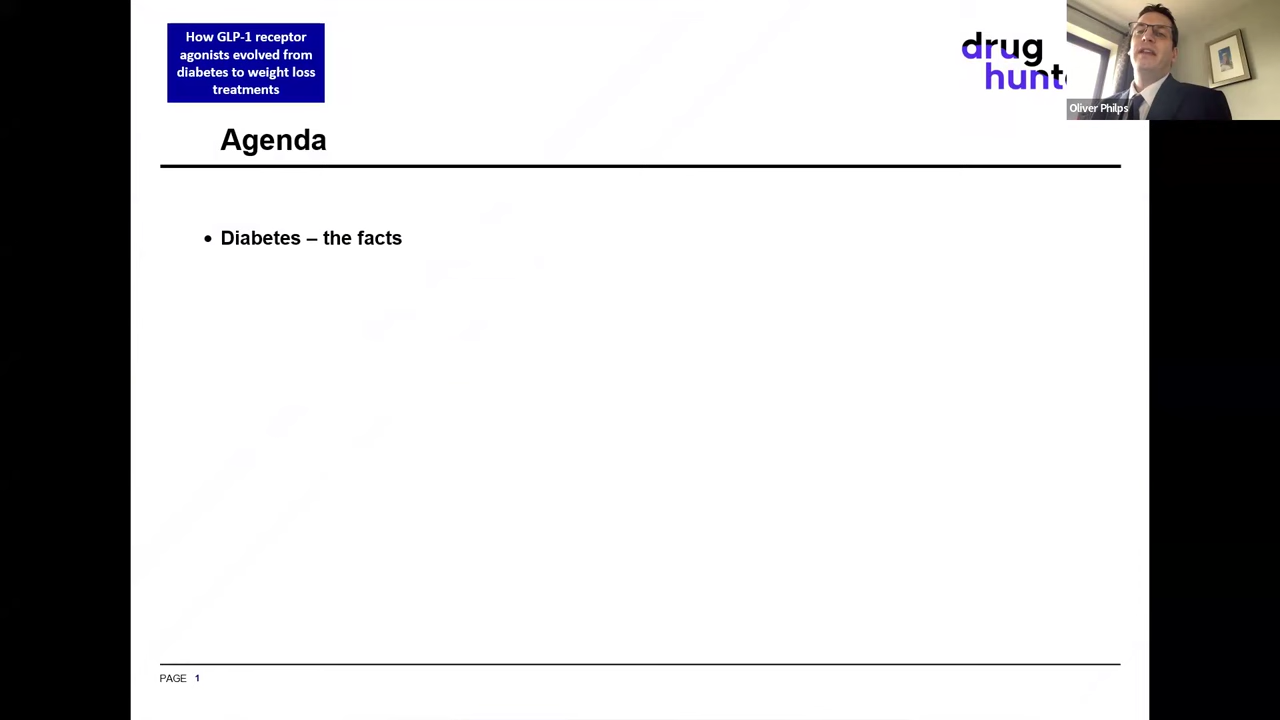 How GLP-1 receptor
agonists evolved from
diabetes to weight loss
treatments
drug
hunt
Oliver Philps
Agenda
• Diabetes – the facts
PAGE 1